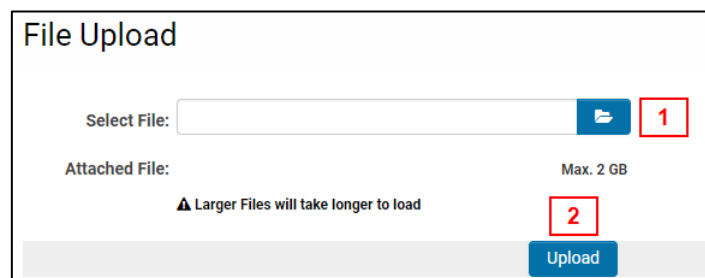 File Upload
Select File:
1
Attached File:
Max. 2 GB
Larger Files will take longer to load
2
Upload